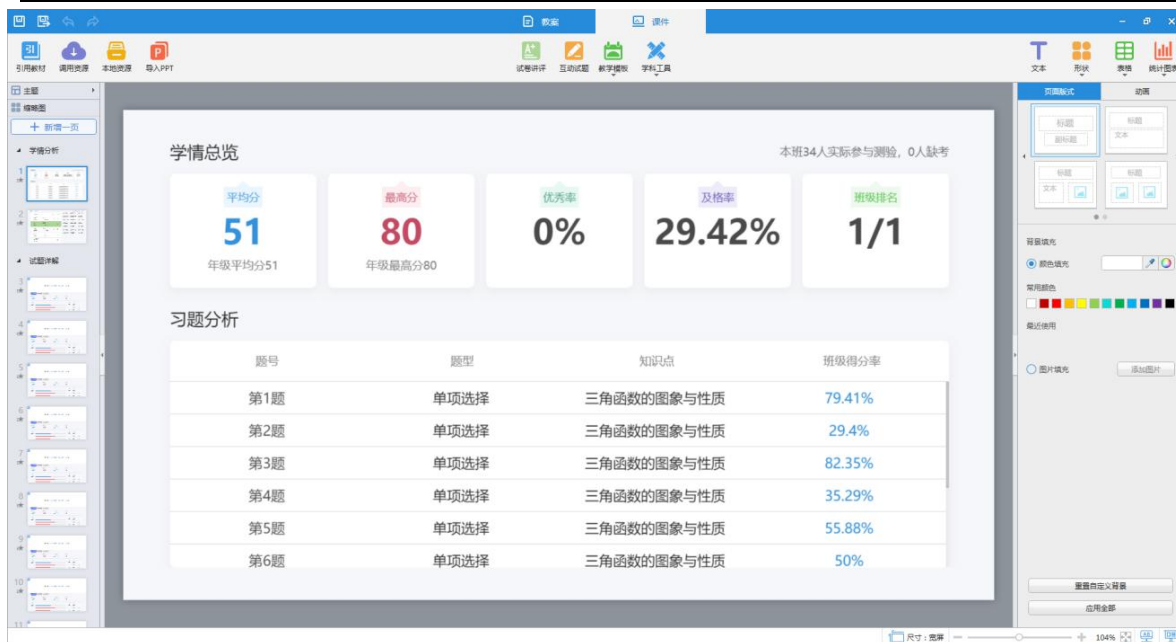 教案 课件
引用教材 调用资源 本地资源 导入PPT 试卷讲评 互动试题 教学模板 学科工具 文本 形状 表格 统计图表
主题
缩略图
新增一页
学情分析
1
2
试题详解
3
4
5
6
7
8
9
10
11
学情总览 本班34人实际参与测验，0人缺考
平均分 最高分 优秀率 及格率 班级排名
51 80 0% 29.42% 1/1
年级平均分51 年级最高分80
习题分析
题号 题型 知识点 班级得分率
第1题 单项选择 三角函数的图象与性质 79.41%
第2题 单项选择 三角函数的图象与性质 29.4%
第3题 单项选择 三角函数的图象与性质 82.35%
第4题 单项选择 三角函数的图象与性质 35.29%
第5题 单项选择 三角函数的图象与性质 55.88%
第6题 单项选择 三角函数的图象与性质 50%
页面版式 动画
标题 标题
副标题 文本
标题 标题
文本
背景填充
颜色填充
常用颜色
最近使用
图片填充 添加图片
重置自定义背景
应用全部
尺寸：宽屏 104%